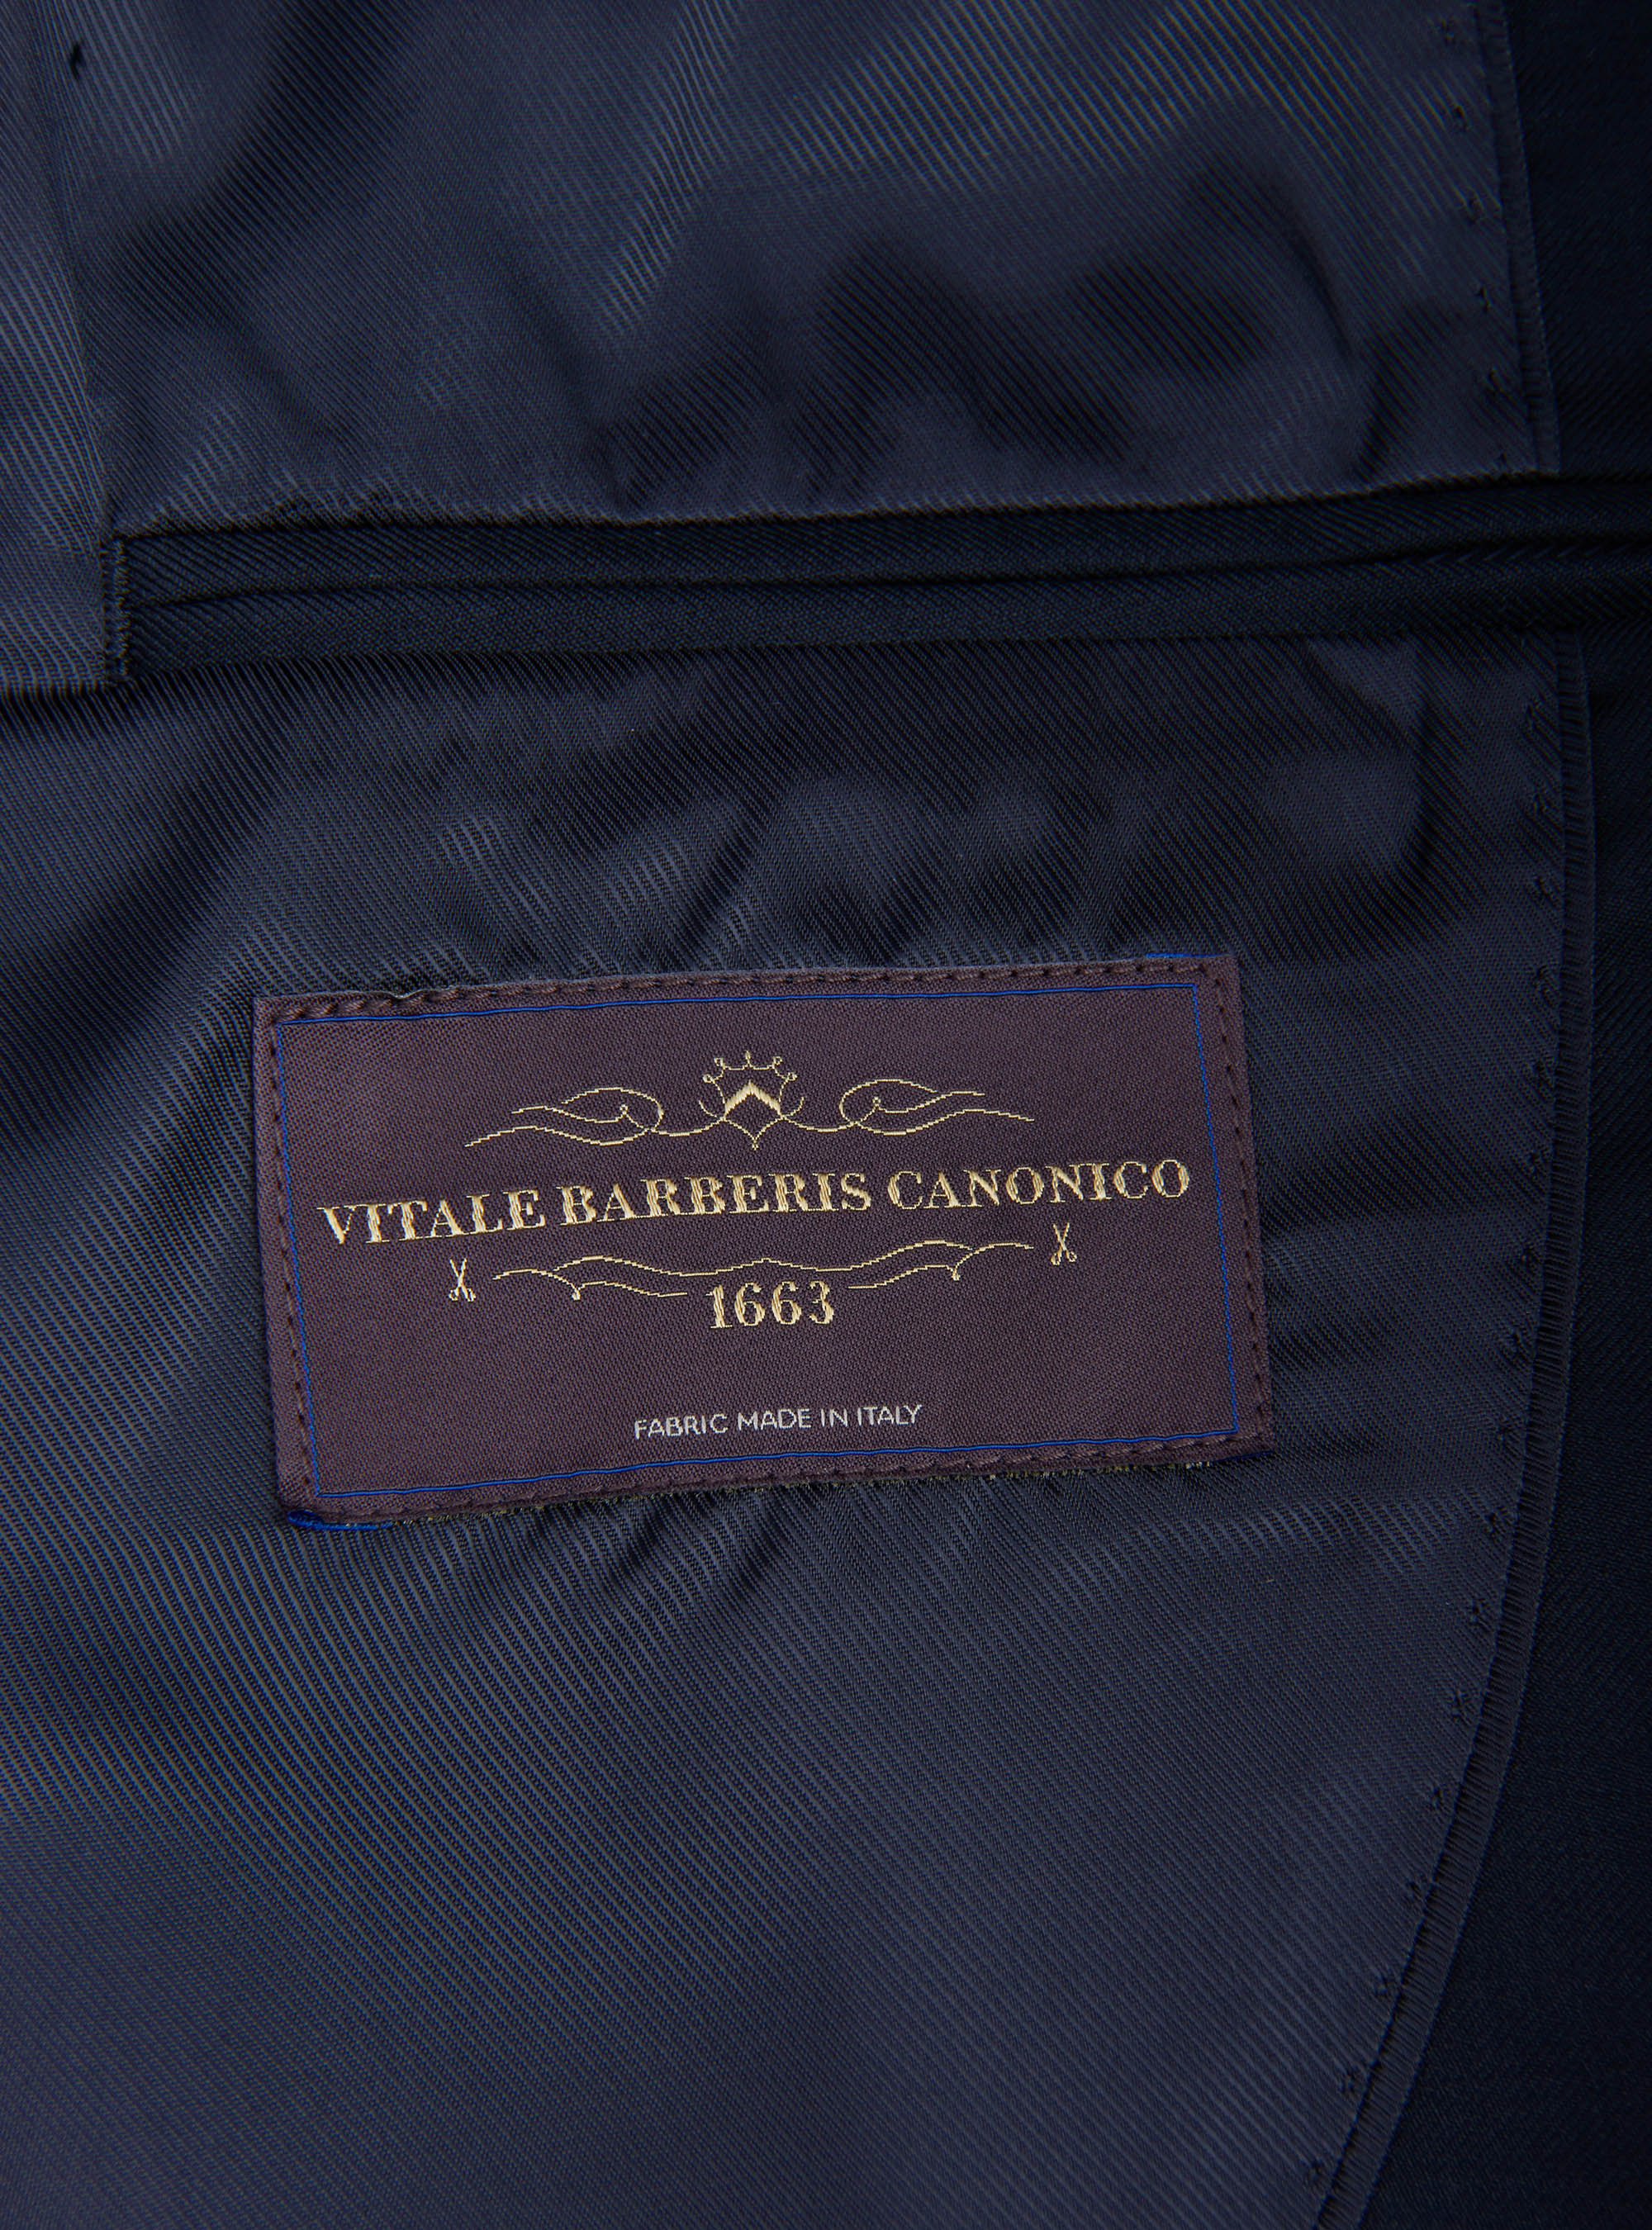 VITALE BARBERIS CANONICO
1663
FABRIC MADE IN ITALY